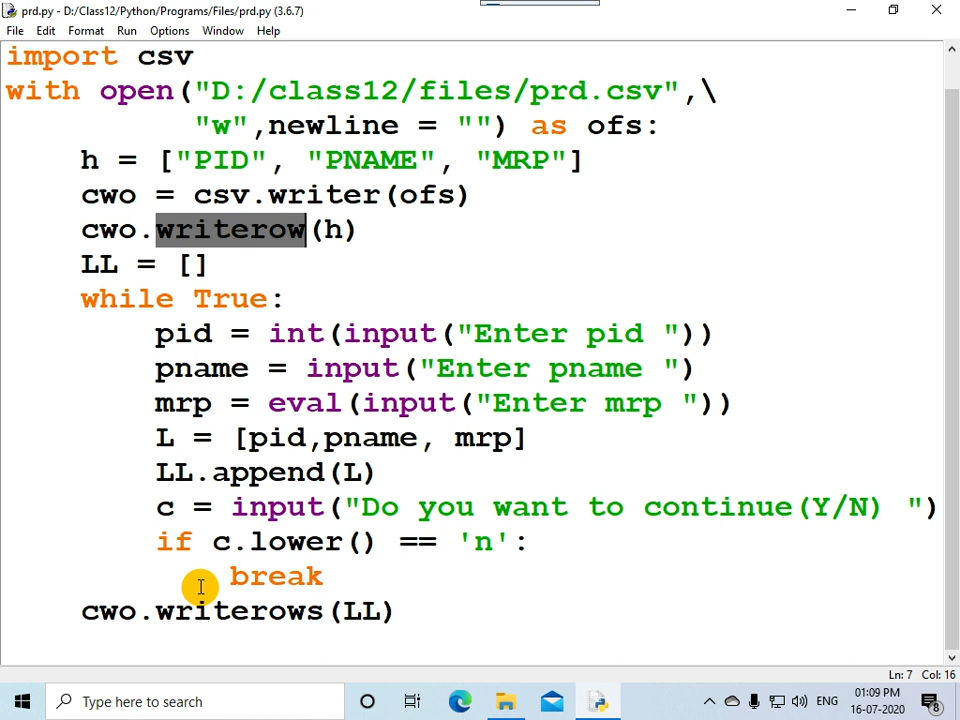 prd.py - D:/Class12/Python/Programs/Files/prd.py (3.6.7)
File Edit Format Run Options Window Help
import csv
with open("D:/class12/files/prd.csv",\
"w",newline = "") as ofs:
h = ["PID", "PNAME", "MRP"]
cwo = csv.writer(ofs)
cwo.writerow(h)
LL = []
while True:
pid = int(input("Enter pid "))
pname = input("Enter pname ")
mrp = eval(input("Enter mrp "))
L = [pid,pname, mrp]
LL.append(L)
c = input("Do you want to continue(Y/N) ")
if c.lower() == 'n':
break
cwo.writerows(LL)
Ln: 7 Col: 16
Type here to search
ENG
01:09 PM
16-07-2020
8